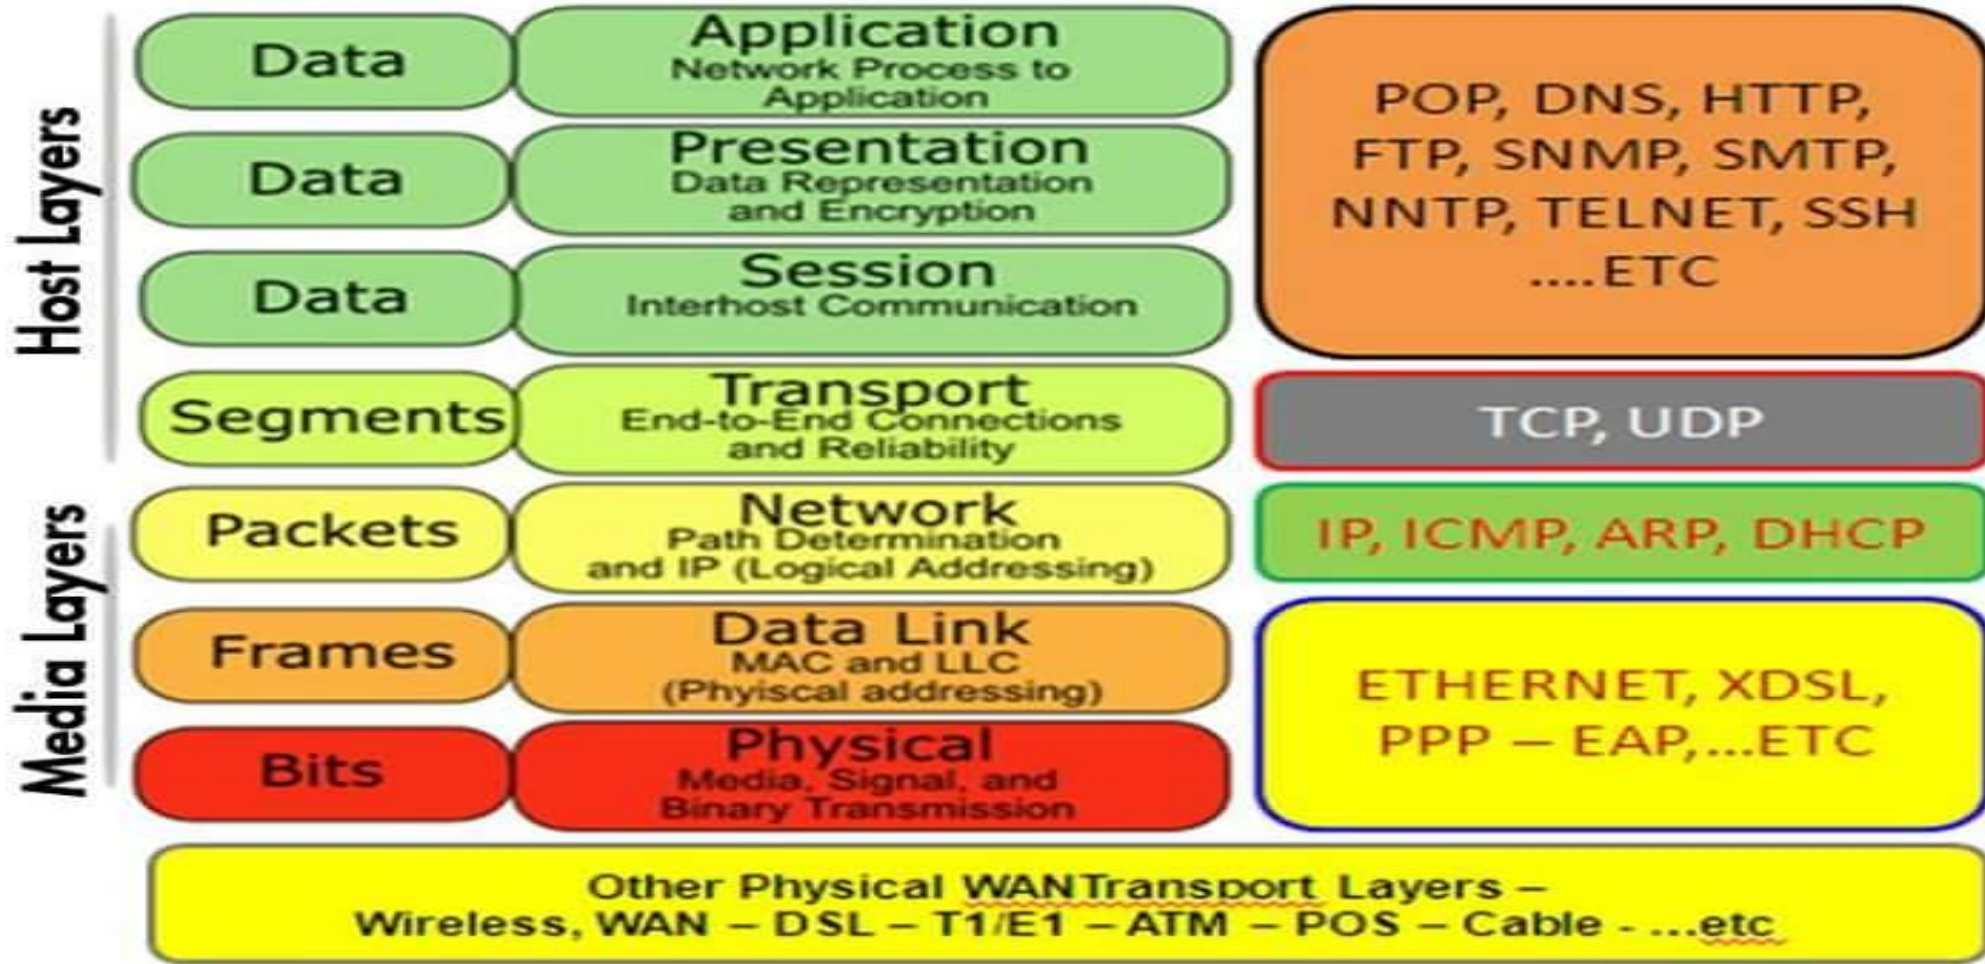 Host Layers
Data
Application
Network Process to
Application
Data
Presentation
Data Representation
and Encryption
Data
Session
Interhost Communication
Segments
Transport
End-to-End Connections
and Reliability
POP, DNS, HTTP,
FTP, SNMP, SMTP,
NNTP, TELNET, SSH
....ETC
TCP, UDP
Media Layers
Packets
Network
Path Determination
and IP (Logical Addressing)
IP, ICMP, ARP, DHCP
Frames
Data Link
MAC and LLC
(Phyiscal addressing)
Bits
Physical
Media, Signal, and
Binary Transmission
ETHERNET, XDSL,
PPP – EAP,...ETC
Other Physical WANTransport Layers –
Wireless, WAN – DSL – T1/E1 – ATM – POS – Cable - ...etc